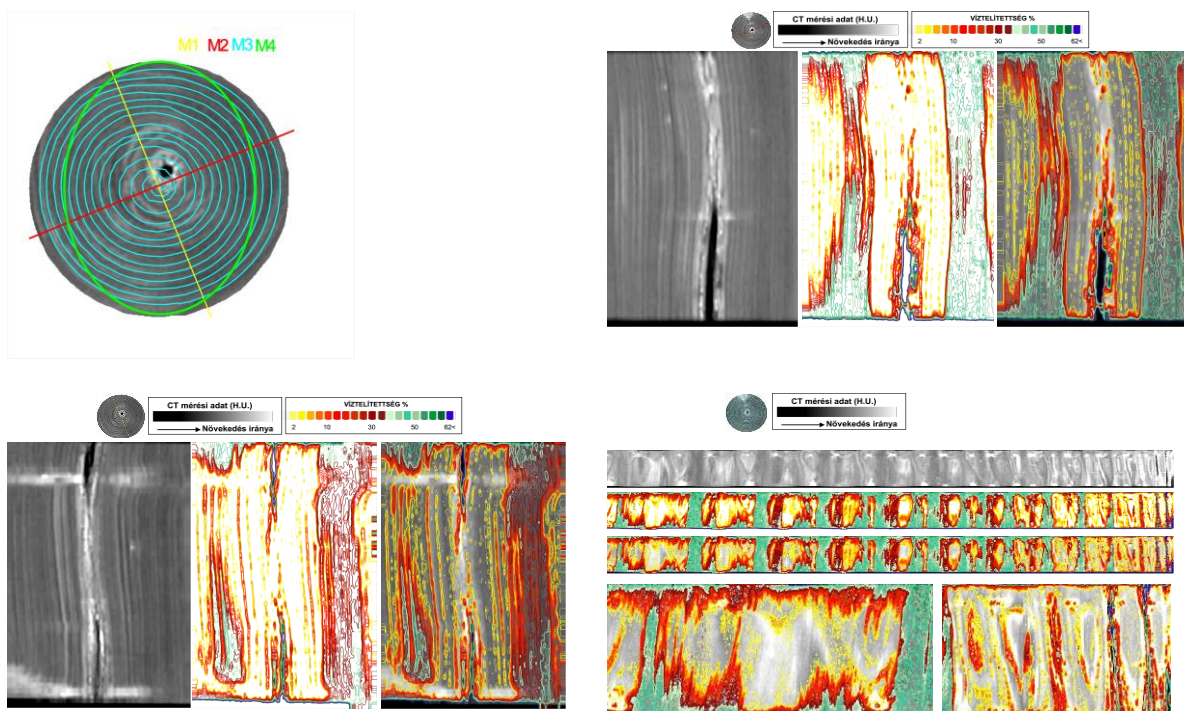 M1 M2 M3 M4
CT mérési adat (H.U.)
Növekedés iránya
VÍZTELÍTETTSÉG %
2 10 30 50 62<
CT mérési adat (H.U.)
Növekedés iránya
VÍZTELÍTETTSÉG %
2 10 30 50 62<
CT mérési adat (H.U.)
Növekedés iránya